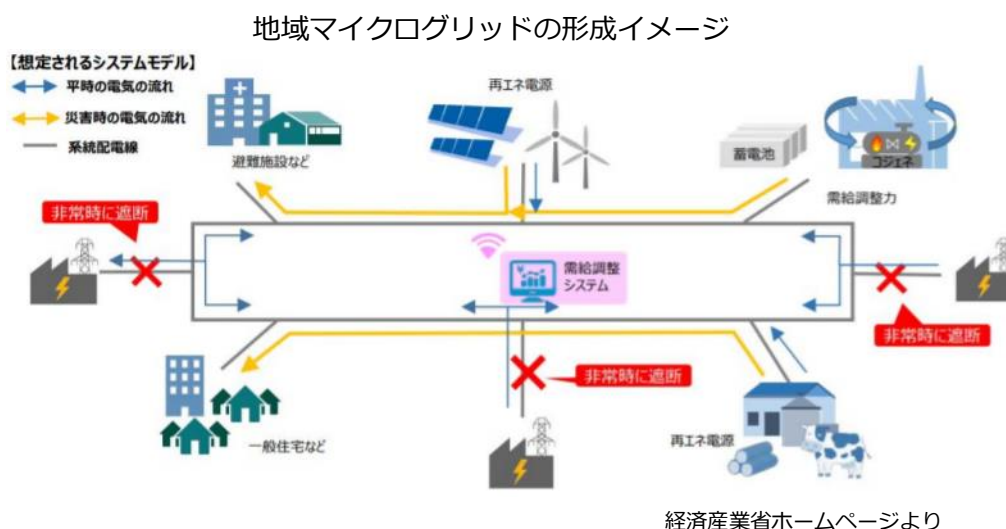 地域マイクログリッドの形成イメージ
【想定されるシステムモデル】
平時の電気の流れ
災害時の電気の流れ
系統配電線
避難施設など
再エネ電源
蓄電池
コジェネ
需給調整力
非常時に遮断
需給調整
システム
非常時に遮断
非常時に遮断
一般住宅など
再エネ電源
経済産業省ホームページより